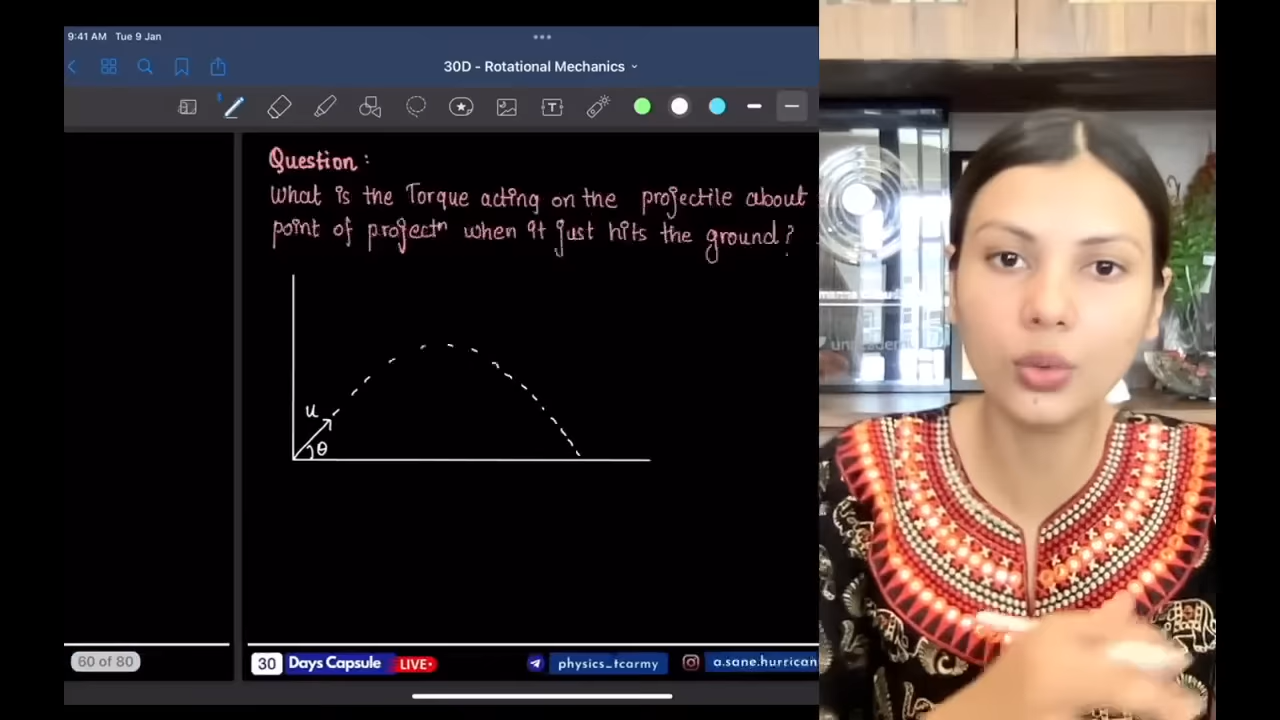 9:41 AM Tue 9 Jan
30D - Rotational Mechanics
Question:
What is the Torque acting on the projectile about
point of projectⁿ when it just hits the ground?
u
θ
60 of 80
30 Days Capsule LIVE
physics_tcarmy
a.sane.hurrican